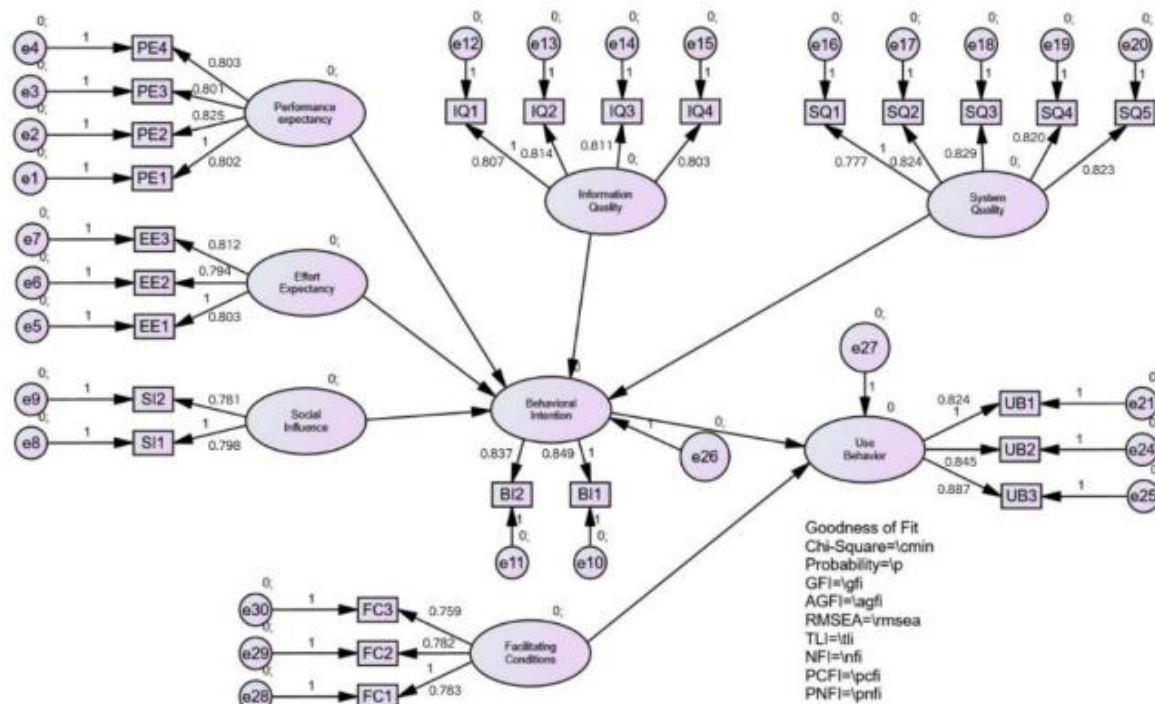 0; 0; 0; 0; 0; 0; 0; 0; 0; 0;
e4 1 PE4 e12 e13 e14 e15 e16 e17 e18 e19 e20
0; 0.803 0; 1 1 1 1 1 1 1 1 1
e3 1 PE3 0.801 Performance
expectancy
IQ1 IQ2 IQ3 IQ4 SQ1 SQ2 SQ3 SQ4 SQ5
0; 0.825
e2 1 PE2 1
0; 0.802
e1 1 PE1
0.807 1 0.814 0.811 0; 0.803
Information
Quality
0.777 1 0.824 0.829 0; 0.820 0.823
System
Quality
0; 0;
e7 1 EE3 0.812
0; 0.794 Effort
Expectancy
e6 1 EE2 1
0; 0.803
e5 1 EE1
0;
e27
1
0; 0;
e9 1 SI2 0.781
0; 1 Social
Influence
e8 1 SI1 0.798
0
Behavioral
Intention
1 0;
e26
0.837 0.849 1
BI2 BI1
1 1
0; 0;
e11 e10
0
Use
Behavior
0.824 1 UB1 1 0 e21
0.845 UB2 1 0; e24
0.887 UB3 1 0 e25
0; 0;
e30 1 FC3 0.759
0; 0.782
e29 1 FC2 1 Facilitating
Conditions
0; 0.783
e28 1 FC1
Goodness of Fit
Chi-Square=\cmin
Probability=\p
GFI=\gfi
AGFI=\agfi
RMSEA=\rmsea
TLI=\tli
NFI=\nfi
PCFI=\pcfi
PNFI=\pnfi